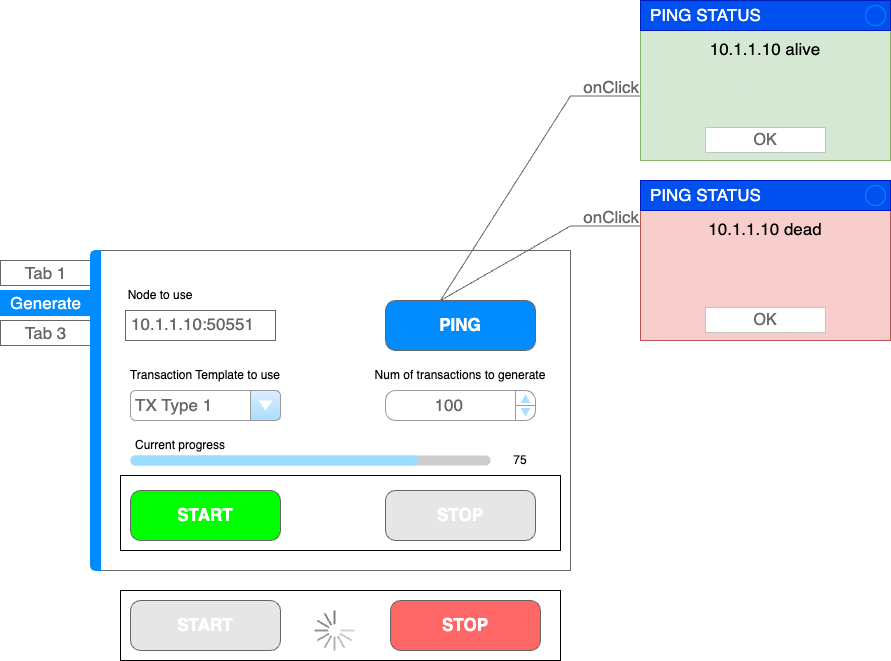 PING STATUS
10.1.1.10 alive
onClick
OK
PING STATUS
onClick
10.1.1.10 dead
OK
Tab 1
Generate
Tab 3
Node to use
10.1.1.10:50551
PING
Transaction Template to use
Num of transactions to generate
TX Type 1
100
Current progress
75
START
STOP
START
STOP